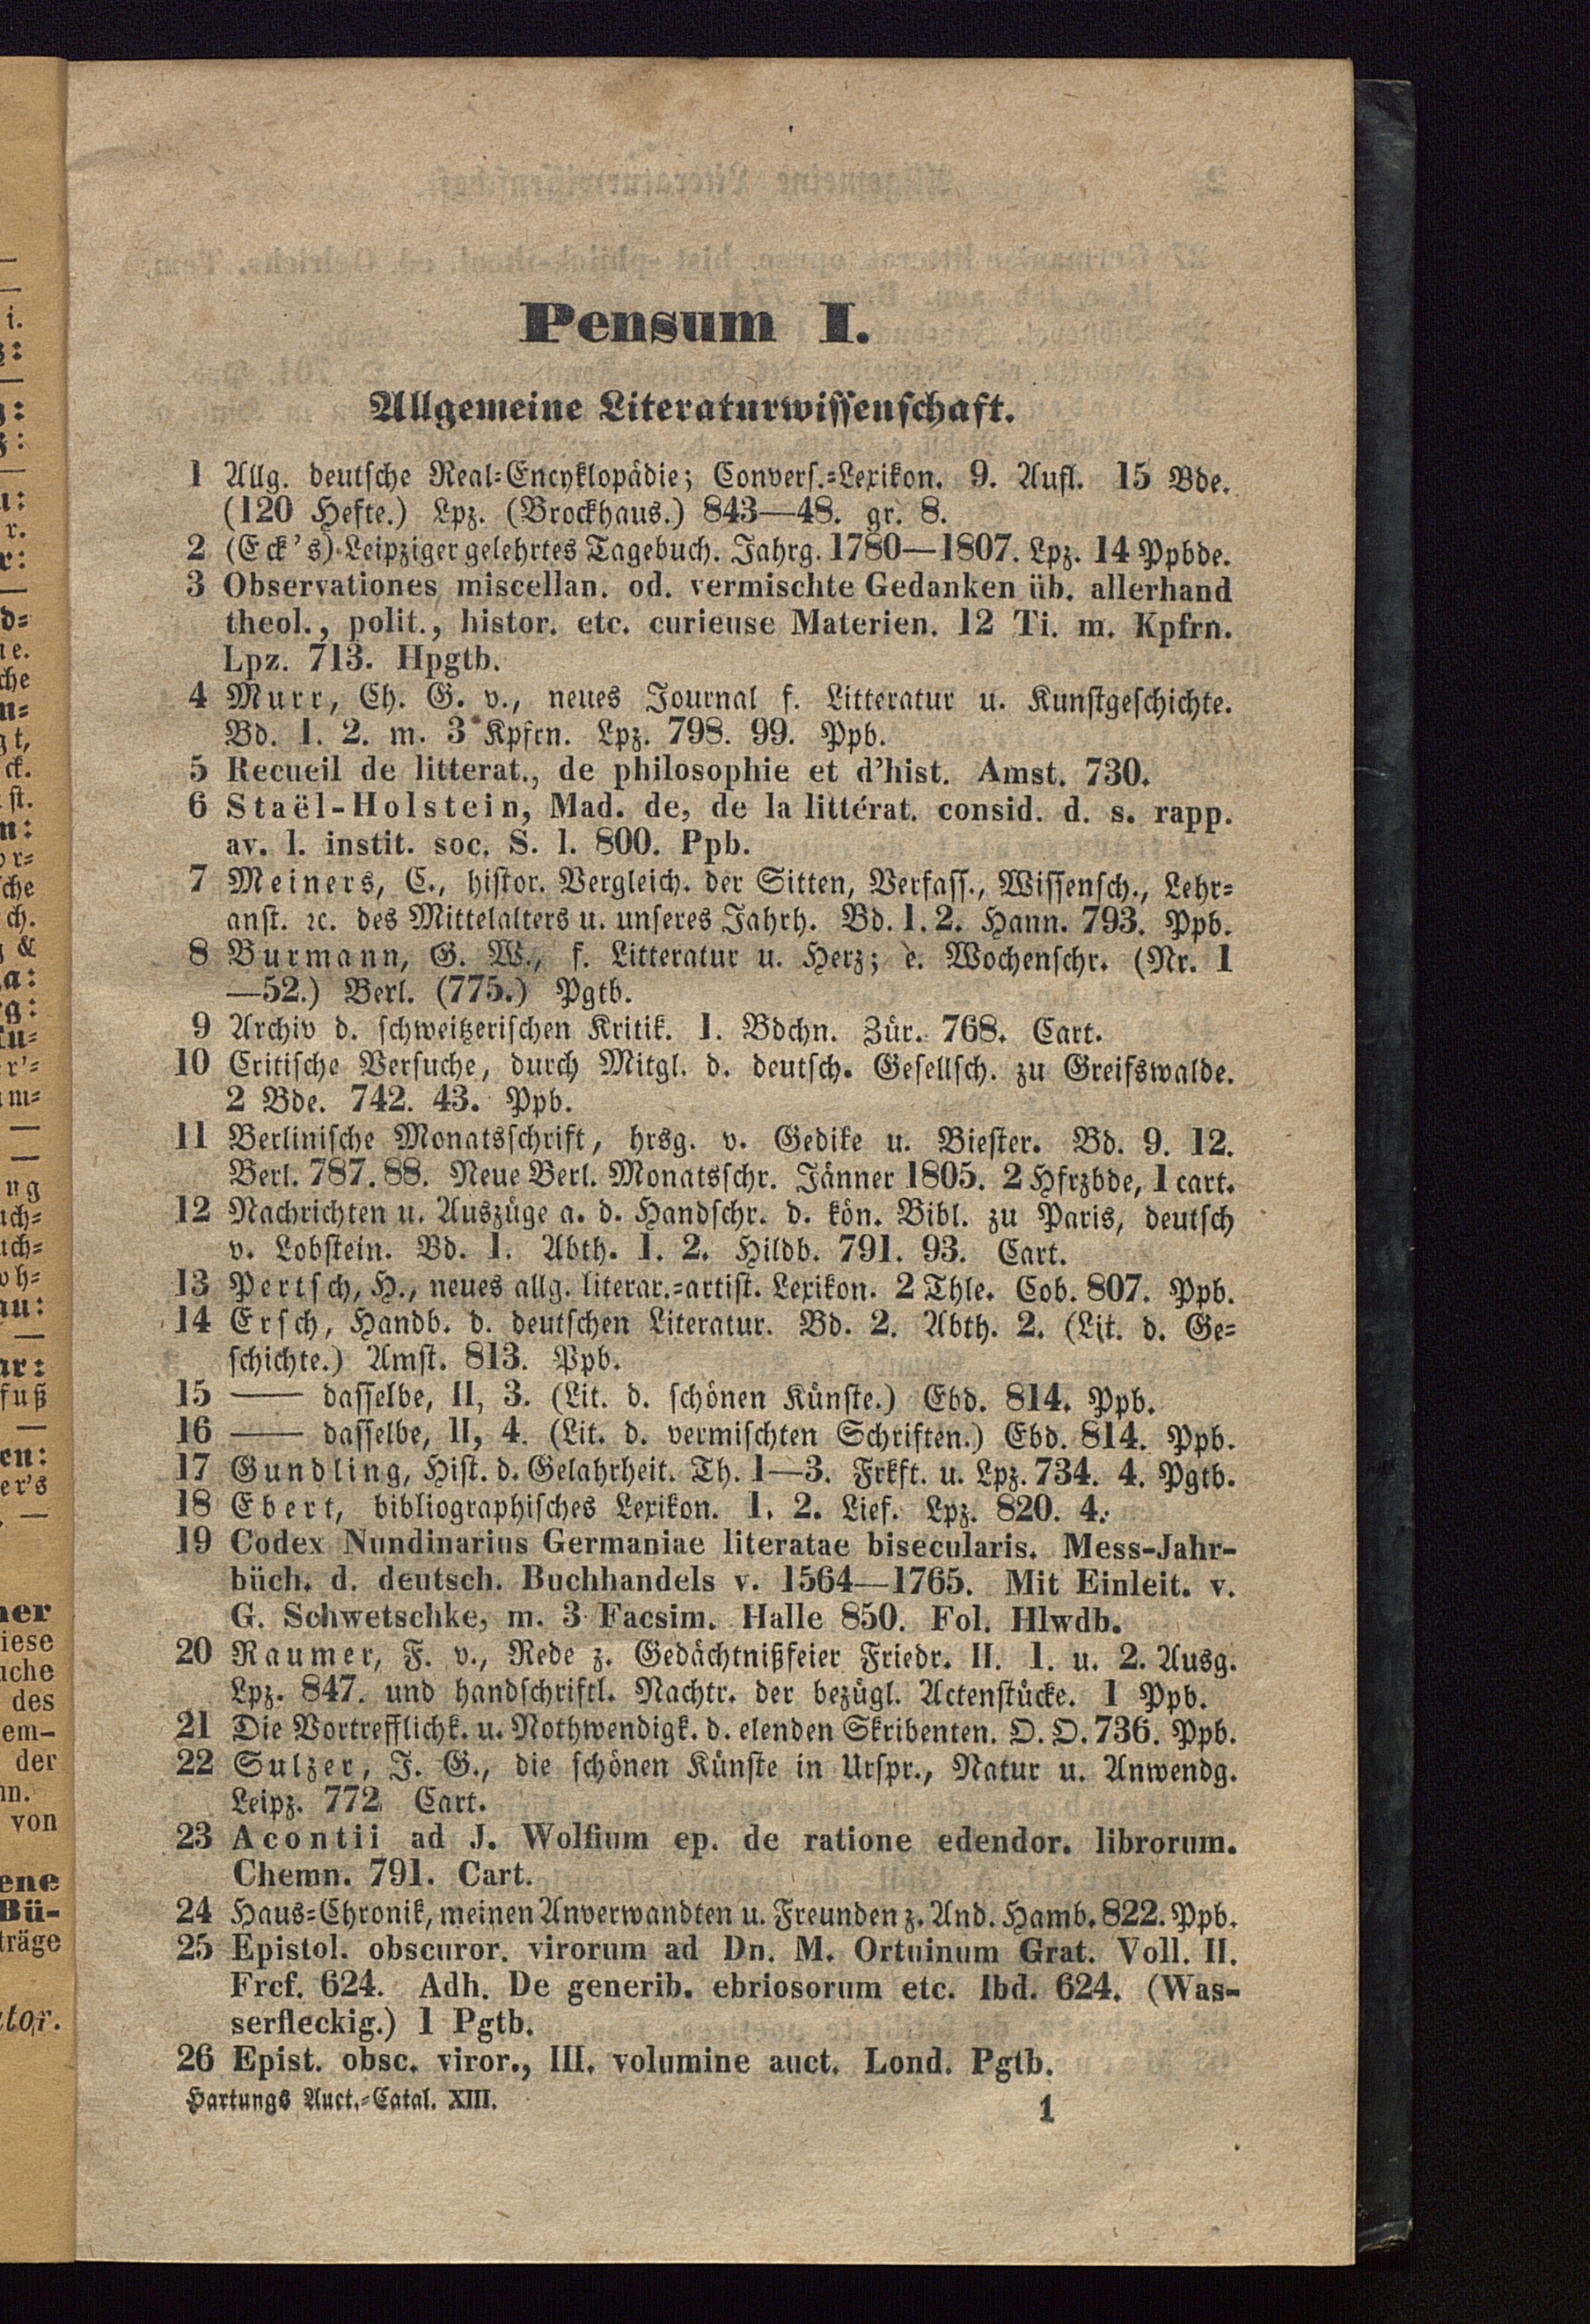 Pensum I.
Allgemeine Literaturwissenschaft.
1 Allg. deutsche Real-Encyklopädie; Convers.-Lexikon. 9. Aufl. 15 Bde.
(120 Hefte.) Lpz. (Brockhaus.) 843—48. gr. 8.
2 (Eck's) Leipziger gelehrtes Tagebuch. Jahrg. 1780—1807. Lpz. 14 Ppbde.
3 Observationes miscellan. od. vermischte Gedanken üb. allerhand
theol., polit., histor. etc. curieuse Materien. 12 Ti. m. Kpfrn.
Lpz. 713. Hpgtb.
4 Murr, Ch. G. v., neues Journal f. Litteratur u. Kunstgeschichte.
Bd. 1. 2. m. 3 Kpfrn. Lpz. 798. 99. Ppb.
5 Recueil de litterat., de philosophie et d'hist. Amst. 730.
6 Staël-Holstein, Mad. de, de la littérat. consid. d. s. rapp.
av. l. instit. soc. S. l. 800. Ppb.
7 Meiners, C., histor. Vergleich. der Sitten, Verfass., Wissensch., Lehr-
anst. ꝛc. des Mittelalters u. unseres Jahrh. Bd. 1. 2. Hann. 793. Ppb.
8 Burmann, G. W., f. Litteratur u. Herz; e. Wochenschr. (Nr. 1
—52.) Berl. (775.) Pgtb.
9 Archiv d. schweitzerischen Kritik. 1. Bdchn. Zür. 768. Cart.
10 Critische Versuche, durch Mitgl. d. deutsch. Gesellsch. zu Greifswalde.
2 Bde. 742. 43. Ppb.
11 Berlinische Monatsschrift, hrsg. v. Gedike u. Biester. Bd. 9. 12.
Berl. 787. 88. Neue Berl. Monatsschr. Jänner 1805. 2 Hfrzbde, 1 cart.
12 Nachrichten u. Auszüge a. d. Handschr. d. kön. Bibl. zu Paris, deutsch
v. Lobstein. Bd. 1. Abth. 1. 2. Hildb. 791. 93. Cart.
13 Pertsch, H., neues allg. literar.-artist. Lexikon. 2 Thle. Cob. 807. Ppb.
14 Ersch, Handb. d. deutschen Literatur. Bd. 2. Abth. 2. (Lit. d. Ge-
schichte.) Amst. 813. Ppb.
15 —— dasselbe, II, 3. (Lit. d. schönen Künste.) Ebd. 814. Ppb.
16 —— dasselbe, II, 4. (Lit. d. vermischten Schriften.) Ebd. 814. Ppb.
17 Gundling, Hist. d. Gelahrheit. Th. 1—3. Frkft. u. Lpz. 734. 4. Pgtb.
18 Ebert, bibliographisches Lexikon. 1. 2. Lief. Lpz. 820. 4.
19 Codex Nundinarius Germaniae literatae bisecularis. Mess-Jahr-
büch. d. deutsch. Buchhandels v. 1564—1765. Mit Einleit. v.
G. Schwetschke, m. 3 Facsim. Halle 850. Fol. Hlwdb.
20 Raumer, F. v., Rede z. Gedächtnißfeier Friedr. II. 1. u. 2. Ausg.
Lpz. 847. und handschriftl. Nachtr. der bezügl. Actenstücke. 1 Ppb.
21 Die Vortrefflichk. u. Nothwendigk. d. elenden Skribenten. O. O. 736. Ppb.
22 Sulzer, J. G., die schönen Künste in Urspr., Natur u. Anwendg.
Leipz. 772 Cart.
23 Acontii ad J. Wolfium ep. de ratione edendor. librorum.
Chemn. 791. Cart.
24 Haus-Chronik, meinen Anverwandten u. Freunden z. And. Hamb. 822. Ppb.
25 Epistol. obscuror. virorum ad Dn. M. Ortuinum Grat. Voll. II.
Frcf. 624. Adh. De generib. ebriosorum etc. Ibd. 624. (Was-
serfleckig.) 1 Pgtb.
26 Epist. obsc. viror., III. volumine auct. Lond. Pgtb.
Hartungs Auct.-Catal. XIII.
1